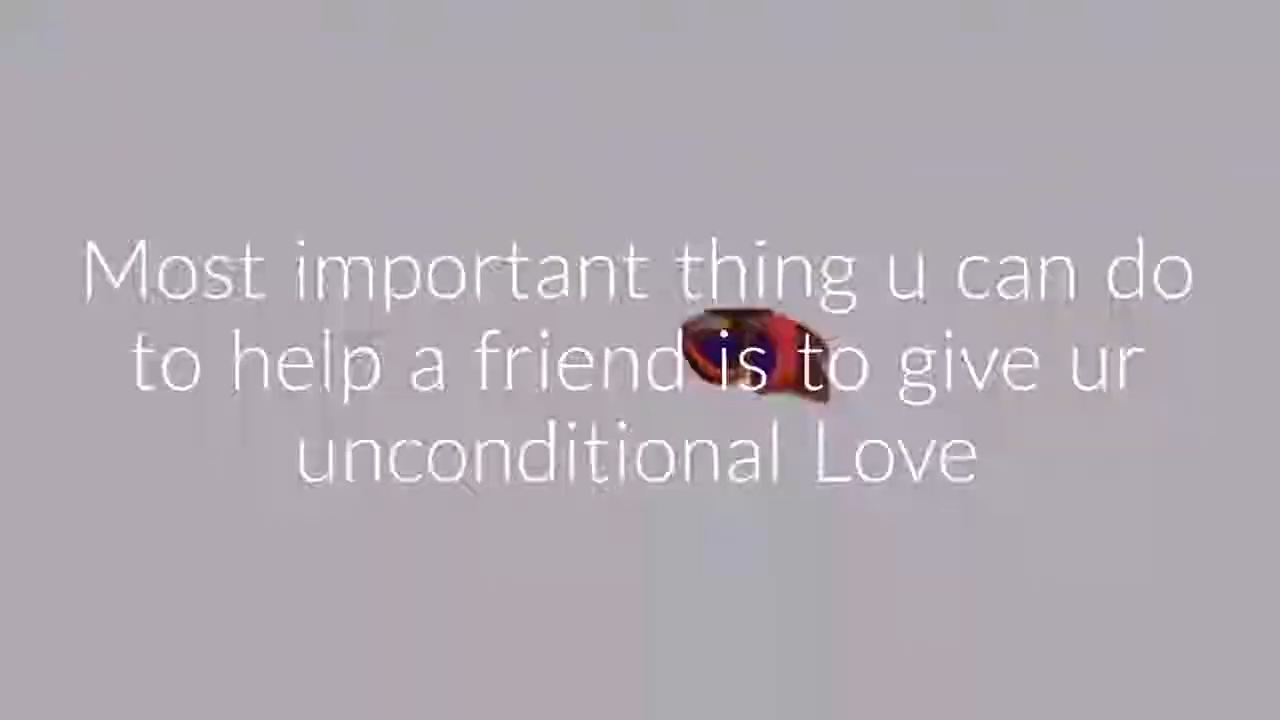 Most important thing u can do
to help a friend is to give ur
unconditional Love